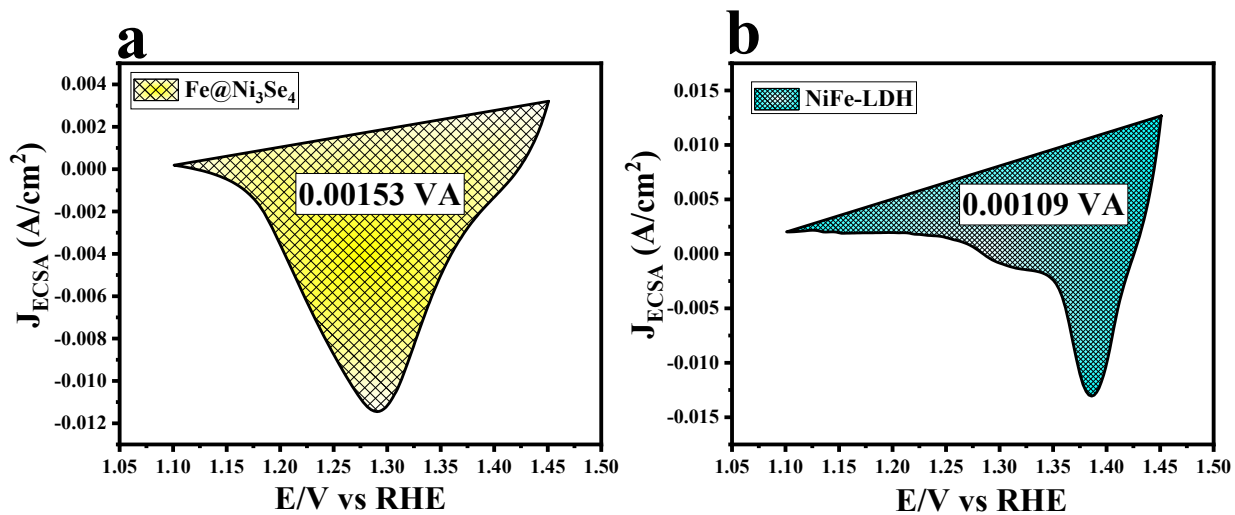 a
Fe@Ni₃Se₄
0.00153 VA
J_ECSA (A/cm²)
0.004
0.002
0.000
-0.002
-0.004
-0.006
-0.008
-0.010
-0.012
1.05 1.10 1.15 1.20 1.25 1.30 1.35 1.40 1.45 1.50
E/V vs RHE
b
NiFe-LDH
0.00109 VA
J_ECSA (A/cm²)
0.015
0.010
0.005
0.000
-0.005
-0.010
-0.015
1.05 1.10 1.15 1.20 1.25 1.30 1.35 1.40 1.45 1.50
E/V vs RHE